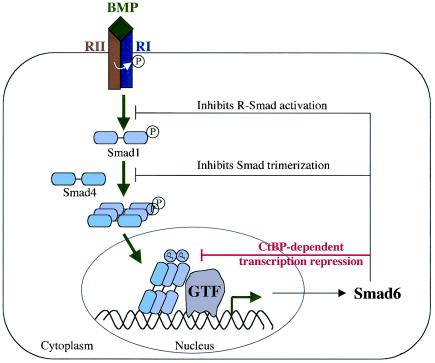 BMP
RII
RI
P
Inhibits R-Smad activation
P
Smad1
Inhibits Smad trimerization
Smad4
P
P P
CtBP-dependent
transcription repression
GTF
Smad6
Cytoplasm
Nucleus